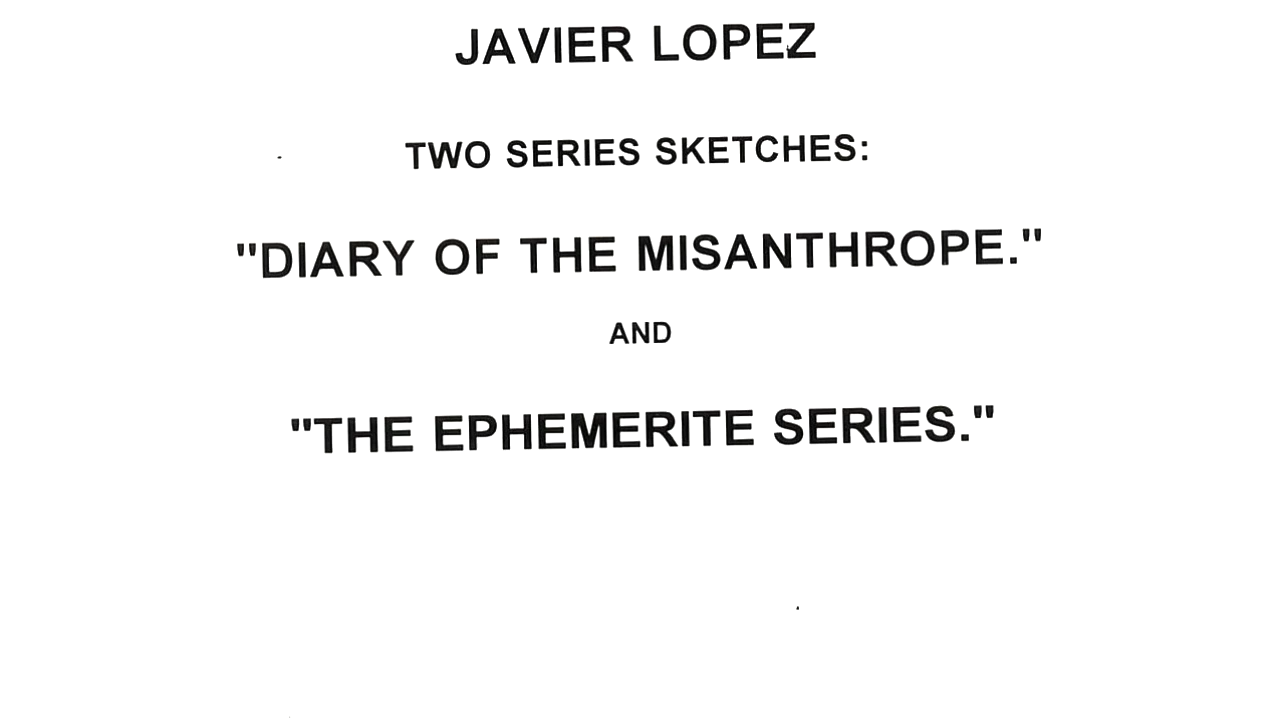 JAVIER LOPEZ
TWO SERIES SKETCHES:
"DIARY OF THE MISANTHROPE."
AND
"THE EPHEMERITE SERIES."